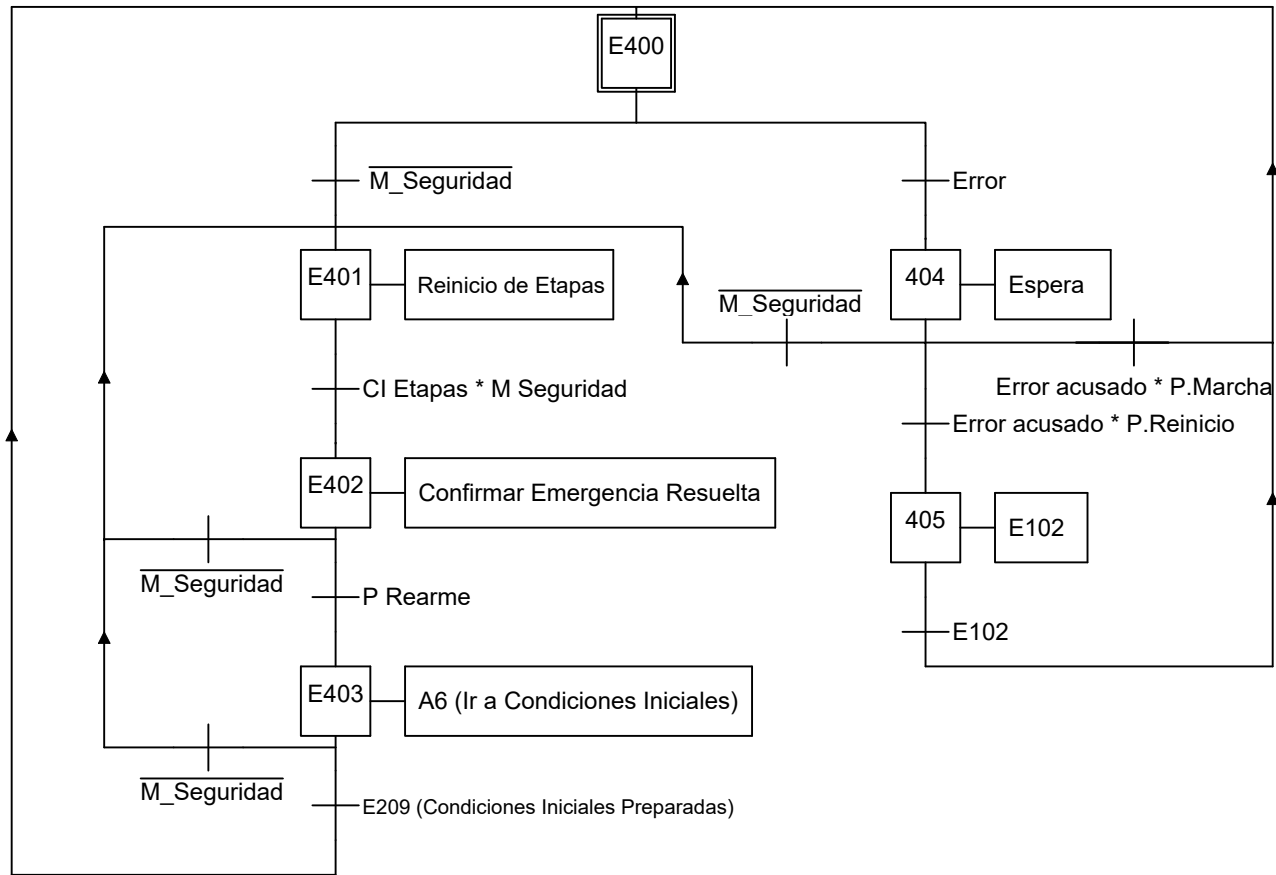 E400
M_Seguridad
Error
E401
Reinicio de Etapas
404
Espera
M_Seguridad
CI Etapas * M Seguridad
Error acusado * P.Marcha
Error acusado * P.Reinicio
E402
Confirmar Emergencia Resuelta
405
E102
M_Seguridad
P Rearme
E102
E403
A6 (Ir a Condiciones Iniciales)
M_Seguridad
E209 (Condiciones Iniciales Preparadas)